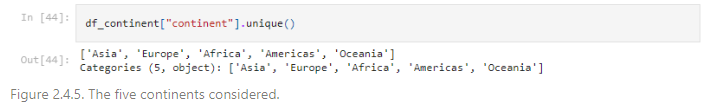 In [44]: df_continent["continent"].unique()
Out[44]: ['Asia', 'Europe', 'Africa', 'Americas', 'Oceania']
Categories (5, object): ['Asia', 'Europe', 'Africa', 'Americas', 'Oceania']
Figure 2.4.5. The five continents considered.